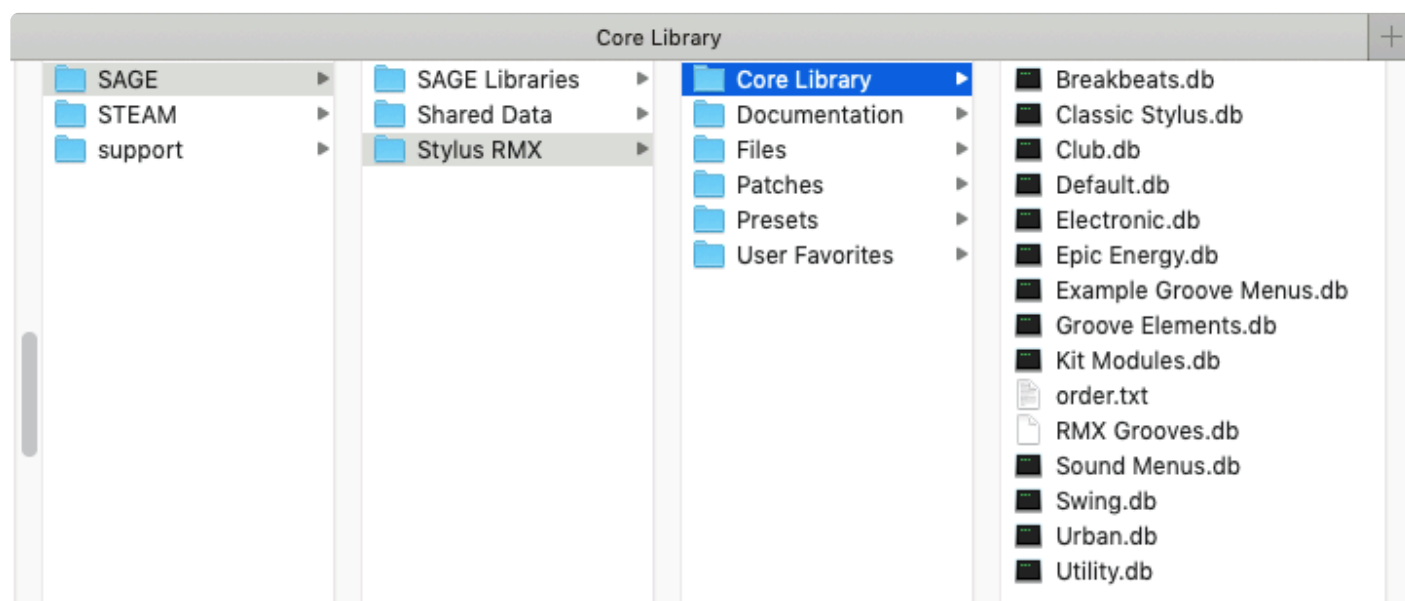 Core Library
SAGE
STEAM
support
SAGE Libraries
Shared Data
Stylus RMX
Core Library
Documentation
Files
Patches
Presets
User Favorites
Breakbeats.db
Classic Stylus.db
Club.db
Default.db
Electronic.db
Epic Energy.db
Example Groove Menus.db
Groove Elements.db
Kit Modules.db
order.txt
RMX Grooves.db
Sound Menus.db
Swing.db
Urban.db
Utility.db